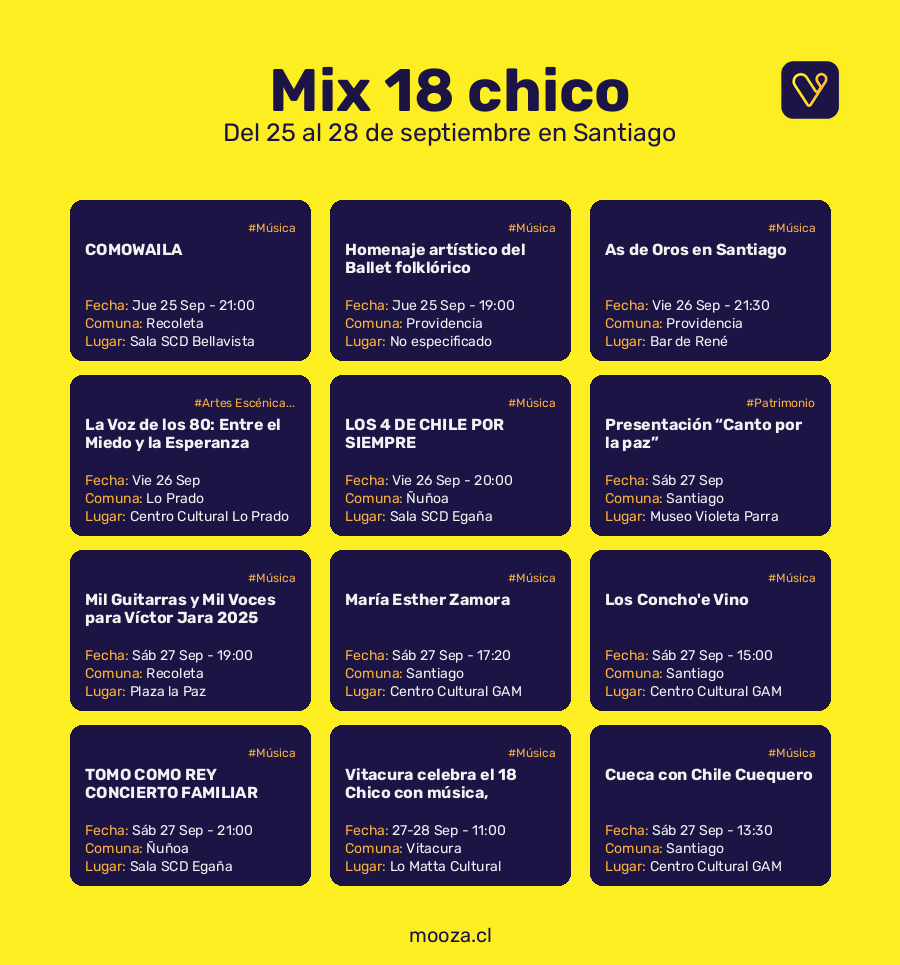 Mix 18 chico
Del 25 al 28 de septiembre en Santiago
#Música
COMOWAILA
Fecha: Jue 25 Sep - 21:00
Comuna: Recoleta
Lugar: Sala SCD Bellavista
#Música
Homenaje artístico del
Ballet folklórico
Fecha: Jue 25 Sep - 19:00
Comuna: Providencia
Lugar: No especificado
#Música
As de Oros en Santiago
Fecha: Vie 26 Sep - 21:30
Comuna: Providencia
Lugar: Bar de René
#Artes Escénica...
La Voz de los 80: Entre el
Miedo y la Esperanza
Fecha: Vie 26 Sep
Comuna: Lo Prado
Lugar: Centro Cultural Lo Prado
#Música
LOS 4 DE CHILE POR
SIEMPRE
Fecha: Vie 26 Sep - 20:00
Comuna: Ñuñoa
Lugar: Sala SCD Egaña
#Patrimonio
Presentación “Canto por
la paz”
Fecha: Sáb 27 Sep
Comuna: Santiago
Lugar: Museo Violeta Parra
#Música
Mil Guitarras y Mil Voces
para Víctor Jara 2025
Fecha: Sáb 27 Sep - 19:00
Comuna: Recoleta
Lugar: Plaza la Paz
#Música
María Esther Zamora
Fecha: Sáb 27 Sep - 17:20
Comuna: Santiago
Lugar: Centro Cultural GAM
#Música
Los Concho'e Vino
Fecha: Sáb 27 Sep - 15:00
Comuna: Santiago
Lugar: Centro Cultural GAM
#Música
TOMO COMO REY
CONCIERTO FAMILIAR
Fecha: Sáb 27 Sep - 21:00
Comuna: Ñuñoa
Lugar: Sala SCD Egaña
#Música
Vitacura celebra el 18
Chico con música,
Fecha: 27-28 Sep - 11:00
Comuna: Vitacura
Lugar: Lo Matta Cultural
#Música
Cueca con Chile Cuequero
Fecha: Sáb 27 Sep - 13:30
Comuna: Santiago
Lugar: Centro Cultural GAM
mooza.cl